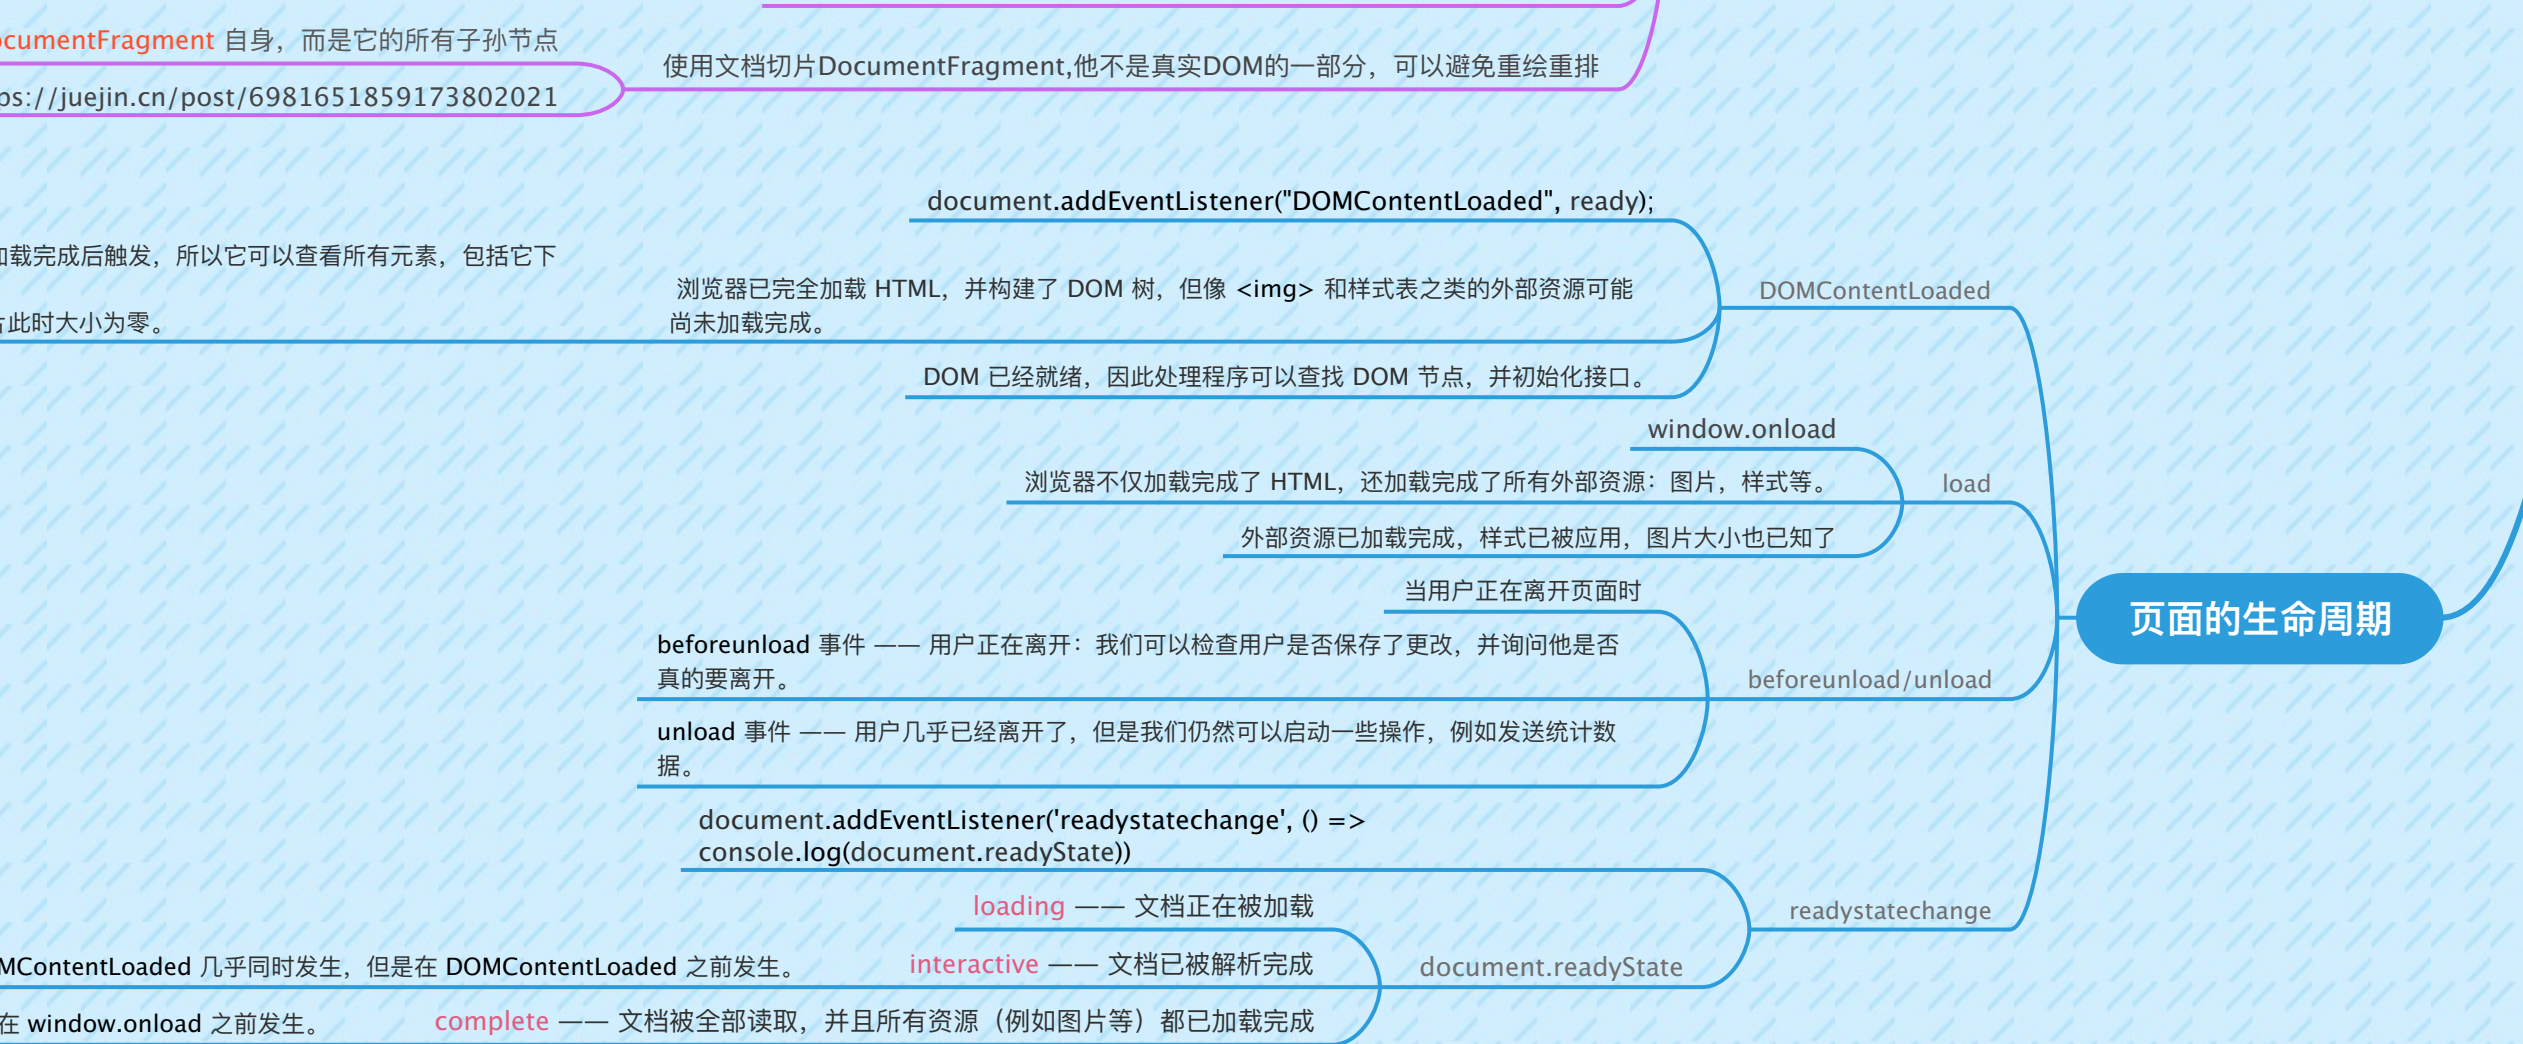 DocumentFragment 自身，而是它的所有子孙节点
ps://juejin.cn/post/6981651859173802021
使用文档切片DocumentFragment,他不是真实DOM的一部分，可以避免重绘重排
document.addEventListener("DOMContentLoaded", ready);
加载完成后触发，所以它可以查看所有元素，包括它下
此时大小为零。
浏览器已完全加载 HTML，并构建了 DOM 树，但像 <img> 和样式表之类的外部资源可能
尚未加载完成。
DOM 已经就绪，因此处理程序可以查找 DOM 节点，并初始化接口。
DOMContentLoaded
window.onload
浏览器不仅加载完成了 HTML，还加载完成了所有外部资源：图片，样式等。
外部资源已加载完成，样式已被应用，图片大小也已知了
load
当用户正在离开页面时
beforeunload 事件 —— 用户正在离开：我们可以检查用户是否保存了更改，并询问他是否
真的要离开。
unload 事件 —— 用户几乎已经离开了，但是我们仍然可以启动一些操作，例如发送统计数
据。
beforeunload/unload
页面的生命周期
document.addEventListener('readystatechange', () =>
console.log(document.readyState))
readystatechange
loading —— 文档正在被加载
MContentLoaded 几乎同时发生，但是在 DOMContentLoaded 之前发生。
interactive —— 文档已被解析完成
document.readyState
在 window.onload 之前发生。
complete —— 文档被全部读取，并且所有资源（例如图片等）都已加载完成